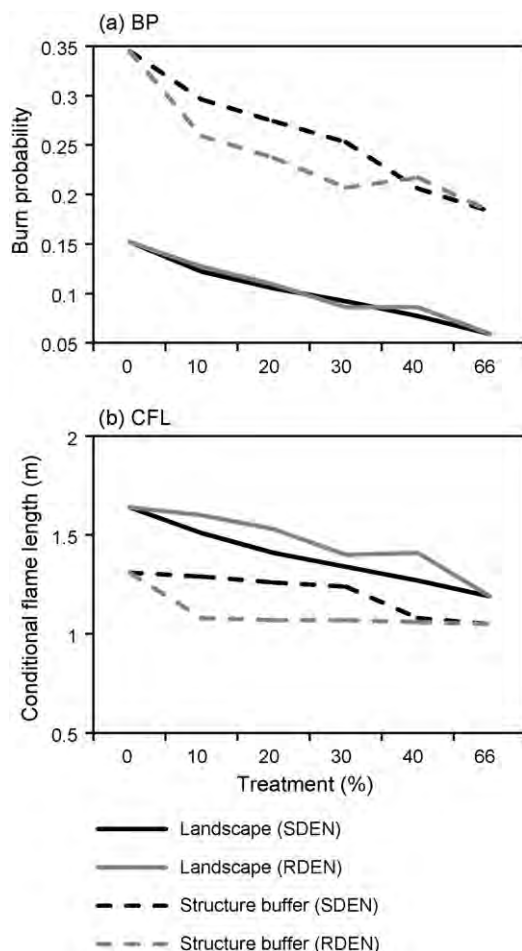 (a) BP
0.35
0.3
0.25
0.2
0.15
0.1
0.05
Burn probability
0 10 20 30 40 66
(b) CFL
2
1.5
1
0.5
Conditional flame length (m)
0 10 20 30 40 66
Treatment (%)
Landscape (SDEN)
Landscape (RDEN)
Structure buffer (SDEN)
Structure buffer (RDEN)